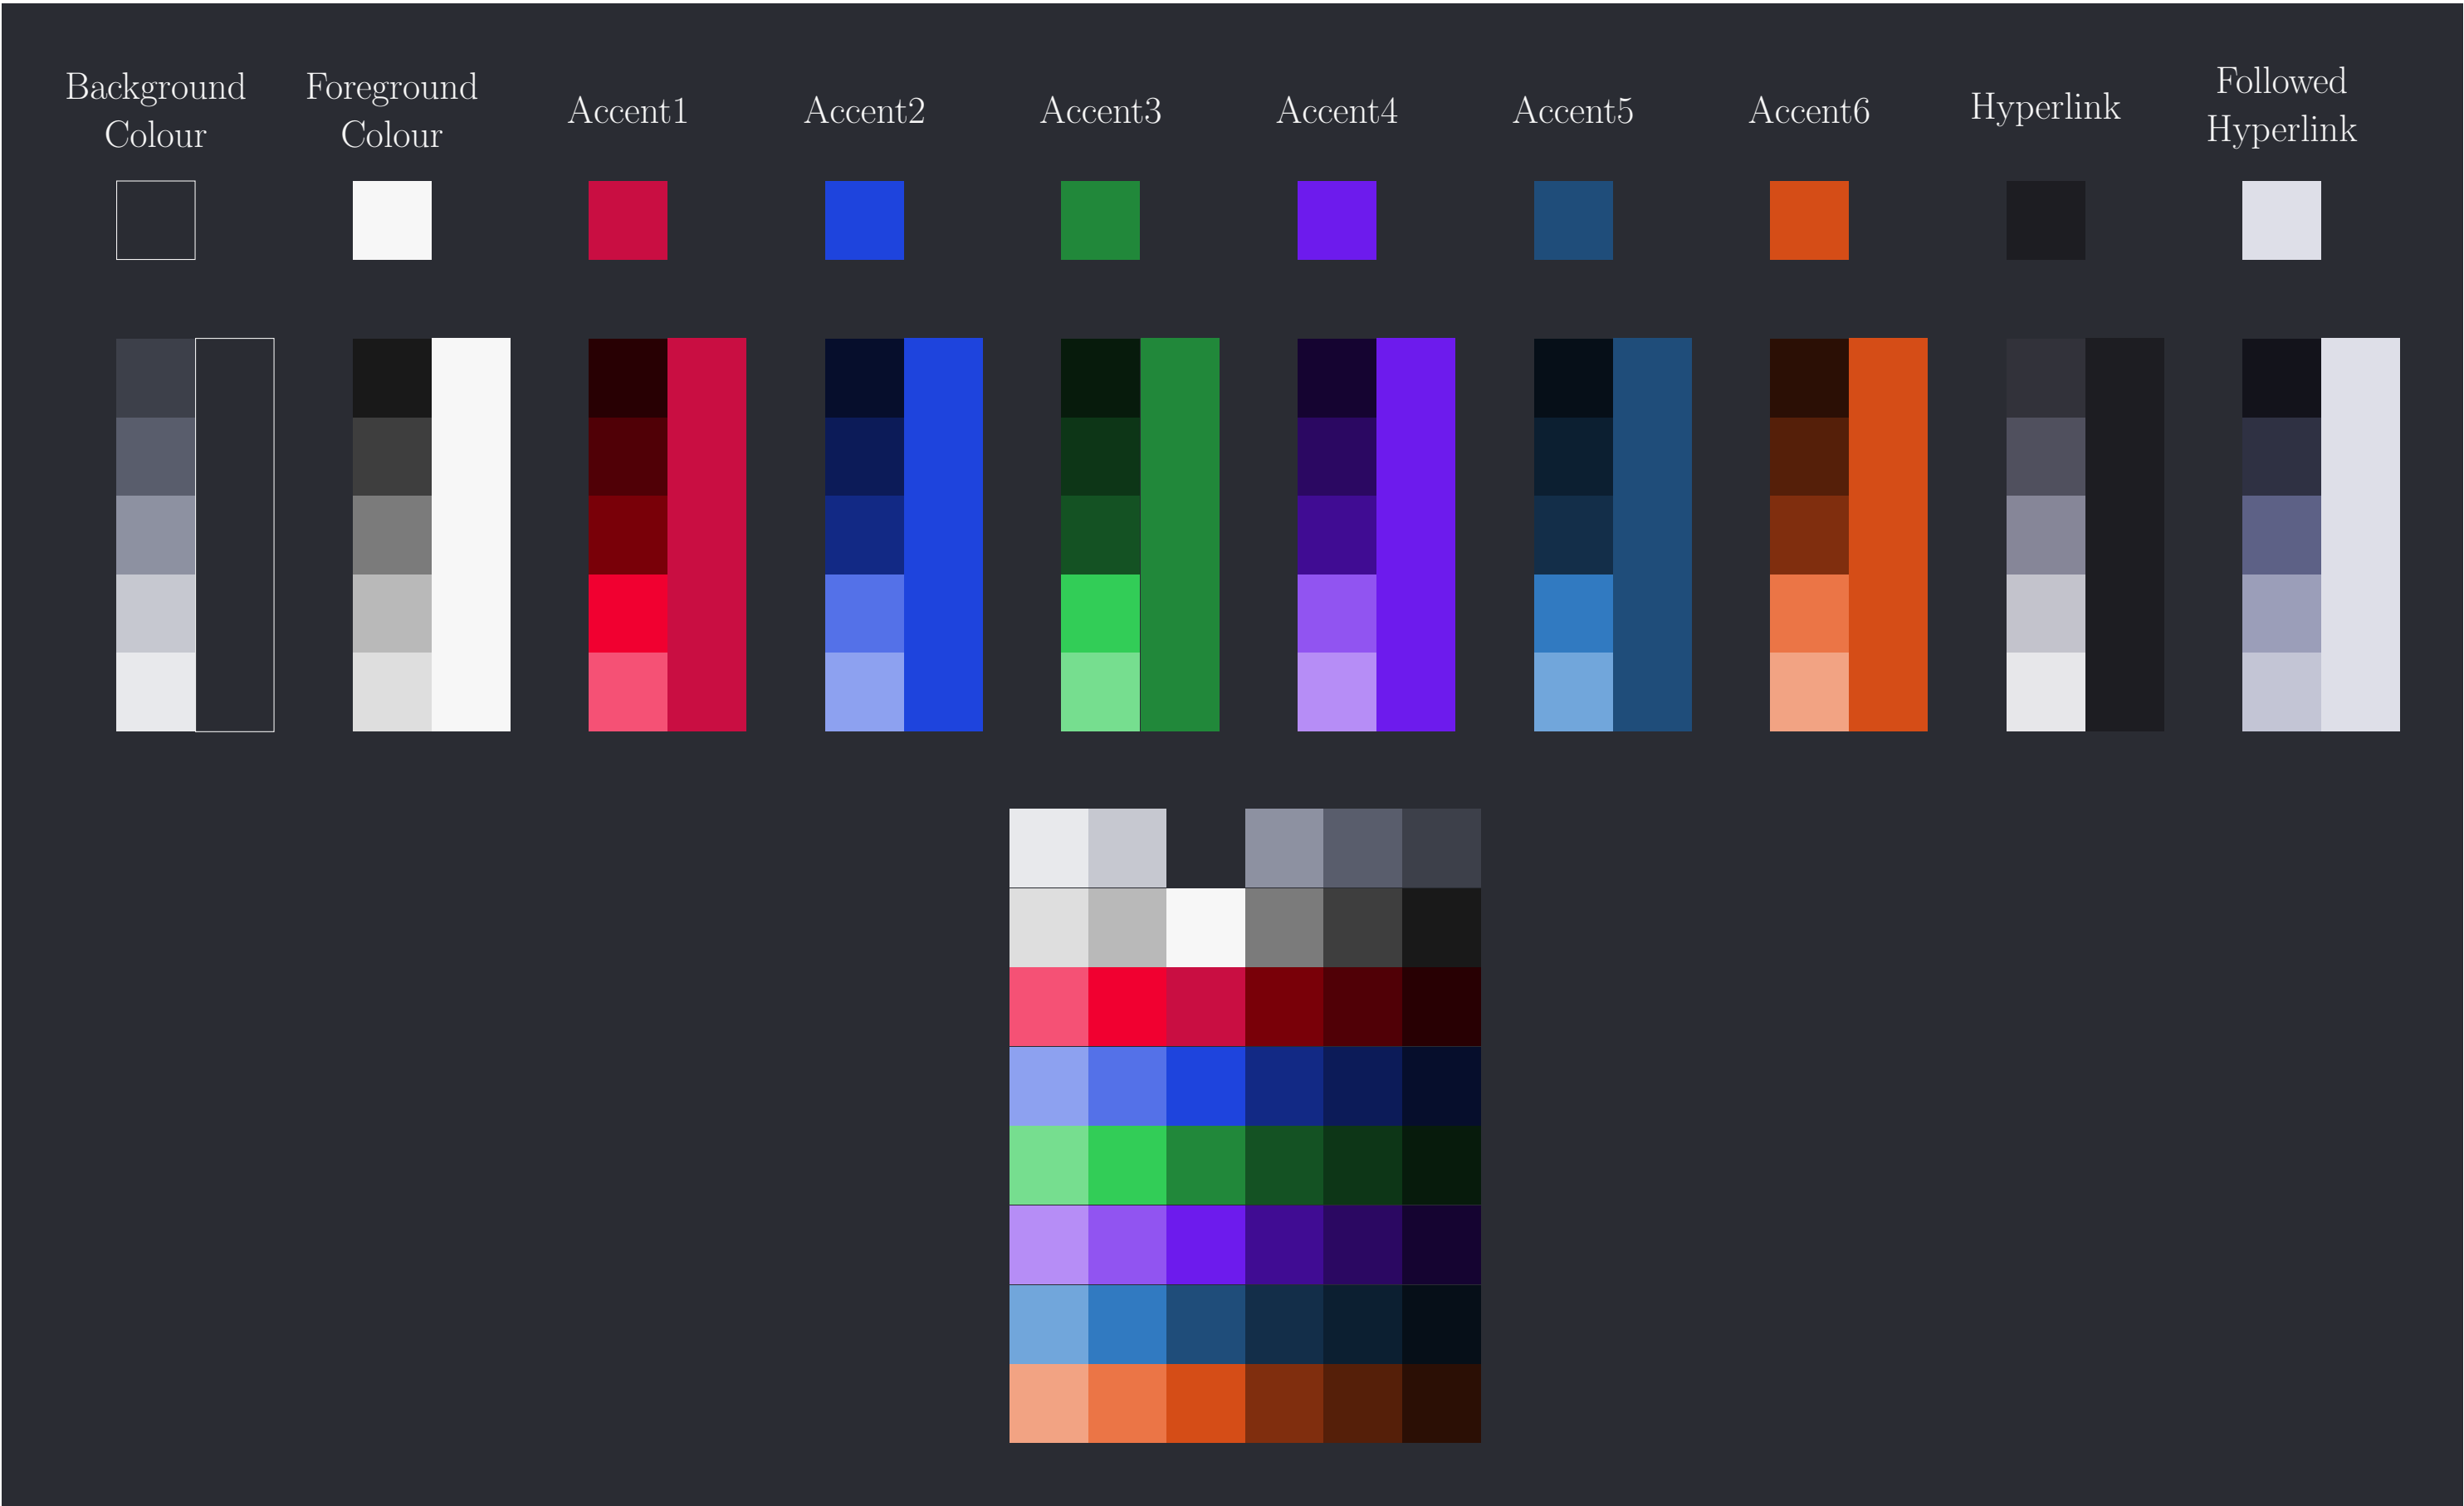 Background
Colour
Foreground
Colour
Accent1
Accent2
Accent3
Accent4
Accent5
Accent6
Hyperlink
Followed
Hyperlink